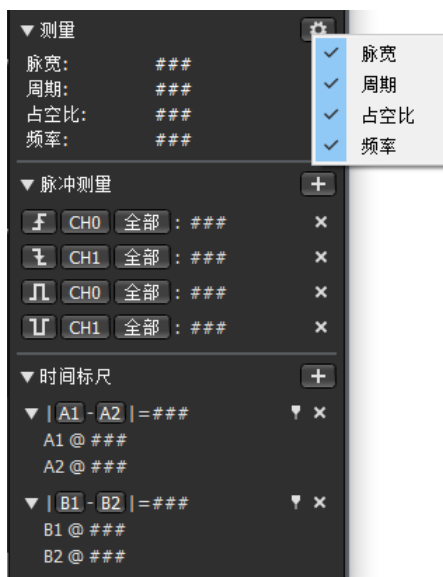 ▼测量
脉宽: ###
周期: ###
占空比: ###
频率: ###
脉宽
周期
占空比
频率
▼脉冲测量 +
CH0 全部 : ### ×
CH1 全部 : ### ×
CH0 全部 : ### ×
CH1 全部 : ### ×
▼时间标尺 +
▼ | A1 - A2 | =### ×
A1 @ ###
A2 @ ###
▼ | B1 - B2 | =### ×
B1 @ ###
B2 @ ###